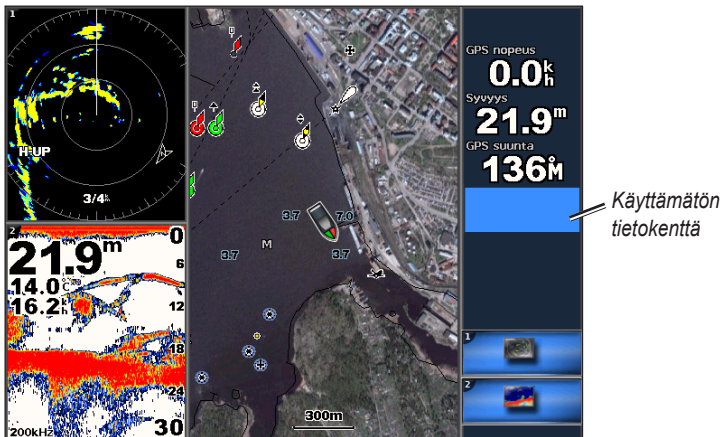 1
H-UP
3/4
2
21.9m
14.0°C
16.2kh
0
6
12
18
24
30
200kHz
3.7
7.0
3.7
3.7
M
300m
GPS nopeus
0.0kh
Syvyys
21.9m
GPS suunta
136°M
Käyttämätön
tietokenttä
1
2